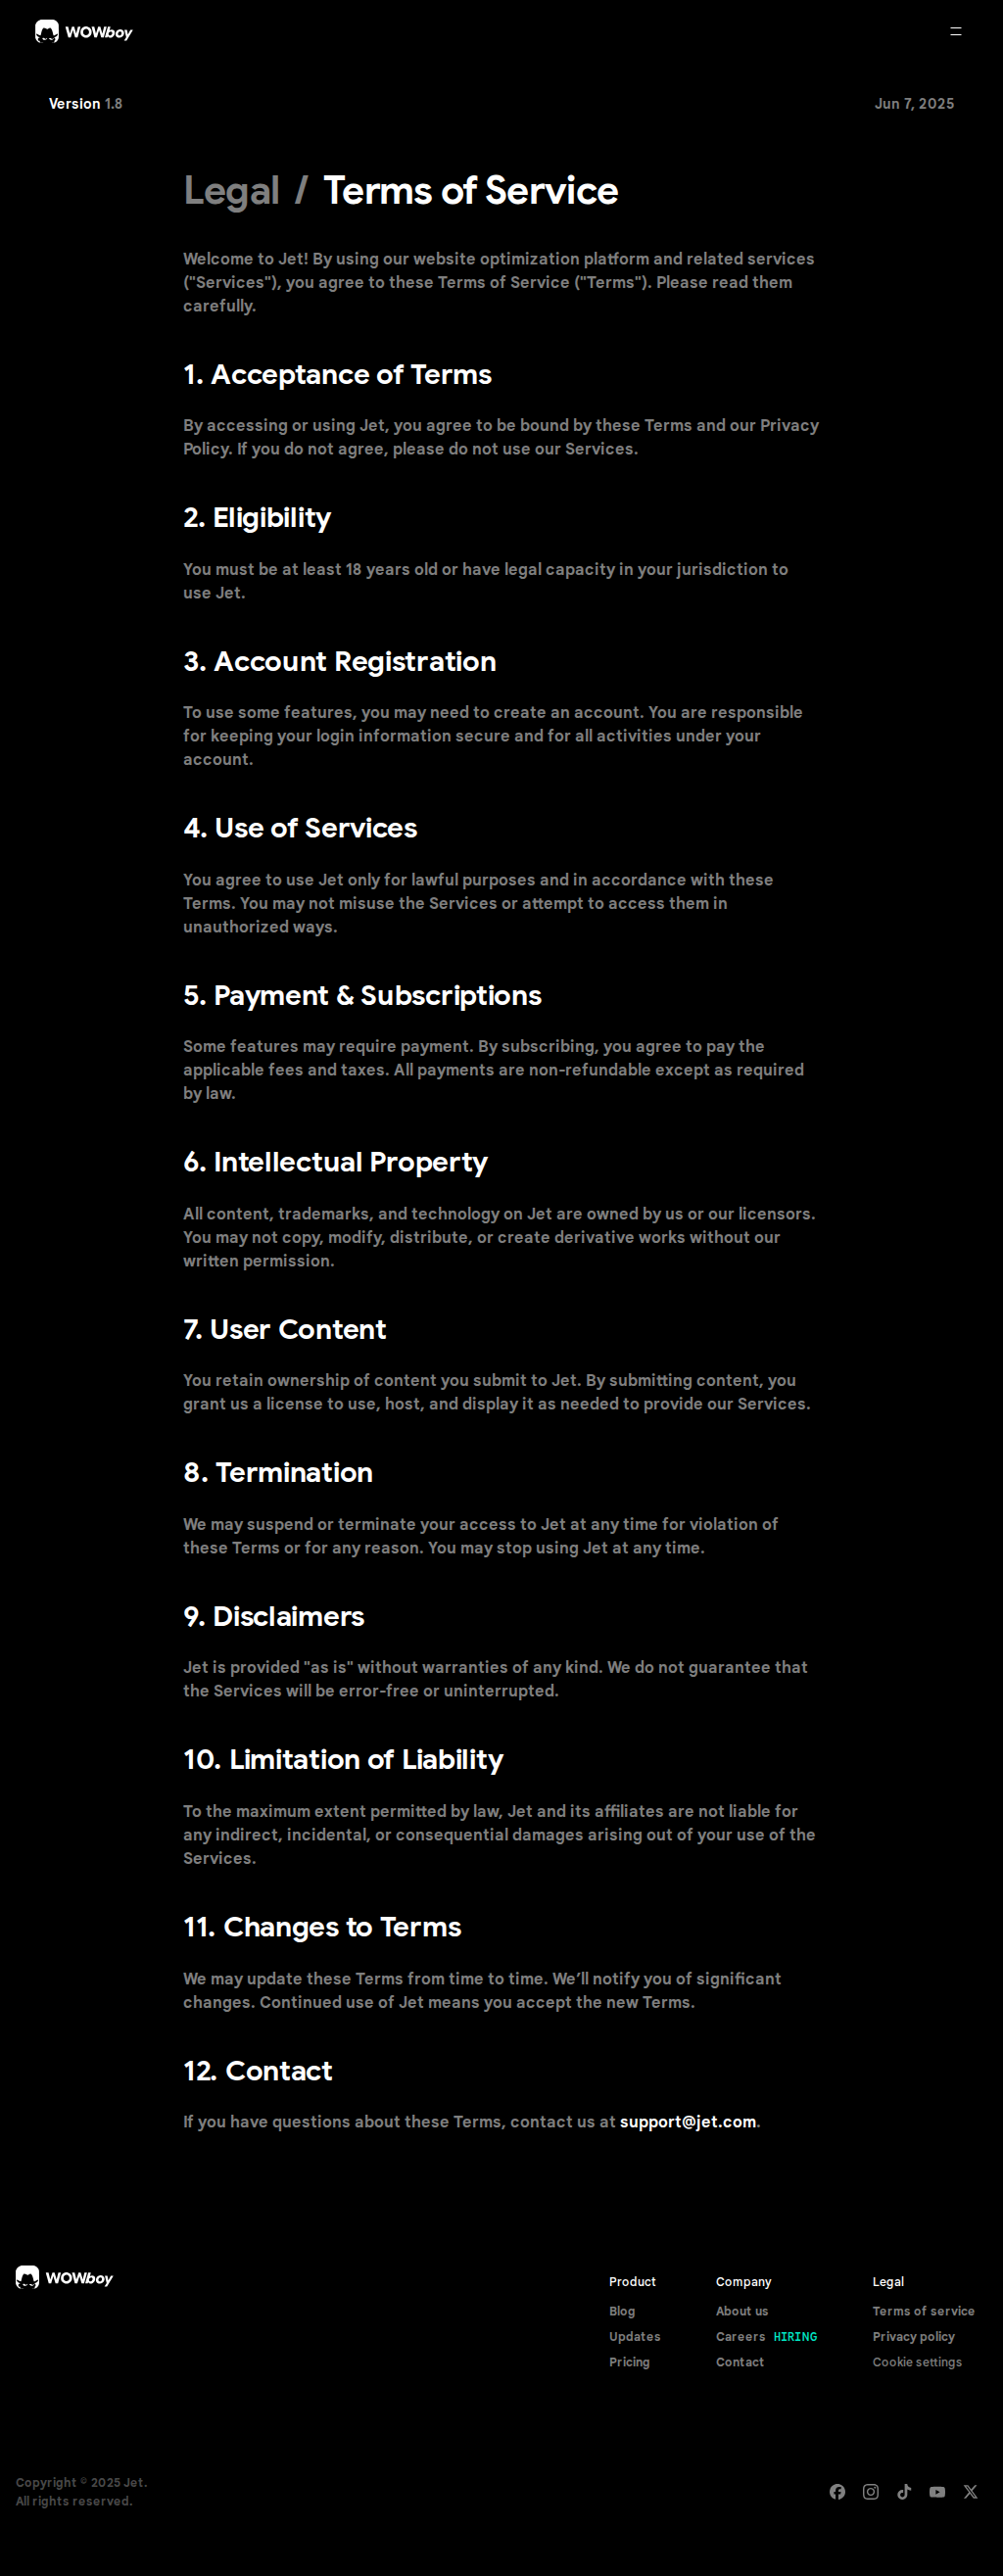 WOWboy
Version 1.8
Jun 7, 2025
Legal / Terms of Service
Welcome to Jet! By using our website optimization platform and related services
("Services"), you agree to these Terms of Service ("Terms"). Please read them
carefully.
1. Acceptance of Terms
By accessing or using Jet, you agree to be bound by these Terms and our Privacy
Policy. If you do not agree, please do not use our Services.
2. Eligibility
You must be at least 18 years old or have legal capacity in your jurisdiction to
use Jet.
3. Account Registration
To use some features, you may need to create an account. You are responsible
for keeping your login information secure and for all activities under your
account.
4. Use of Services
You agree to use Jet only for lawful purposes and in accordance with these
Terms. You may not misuse the Services or attempt to access them in
unauthorized ways.
5. Payment & Subscriptions
Some features may require payment. By subscribing, you agree to pay the
applicable fees and taxes. All payments are non-refundable except as required
by law.
6. Intellectual Property
All content, trademarks, and technology on Jet are owned by us or our licensors.
You may not copy, modify, distribute, or create derivative works without our
written permission.
7. User Content
You retain ownership of content you submit to Jet. By submitting content, you
grant us a license to use, host, and display it as needed to provide our Services.
8. Termination
We may suspend or terminate your access to Jet at any time for violation of
these Terms or for any reason. You may stop using Jet at any time.
9. Disclaimers
Jet is provided "as is" without warranties of any kind. We do not guarantee that
the Services will be error-free or uninterrupted.
10. Limitation of Liability
To the maximum extent permitted by law, Jet and its affiliates are not liable for
any indirect, incidental, or consequential damages arising out of your use of the
Services.
11. Changes to Terms
We may update these Terms from time to time. We’ll notify you of significant
changes. Continued use of Jet means you accept the new Terms.
12. Contact
If you have questions about these Terms, contact us at support@jet.com.
WOWboy
Product
Blog
Updates
Pricing
Company
About us
Careers HIRING
Contact
Legal
Terms of service
Privacy policy
Cookie settings
Copyright © 2025 Jet.
All rights reserved.